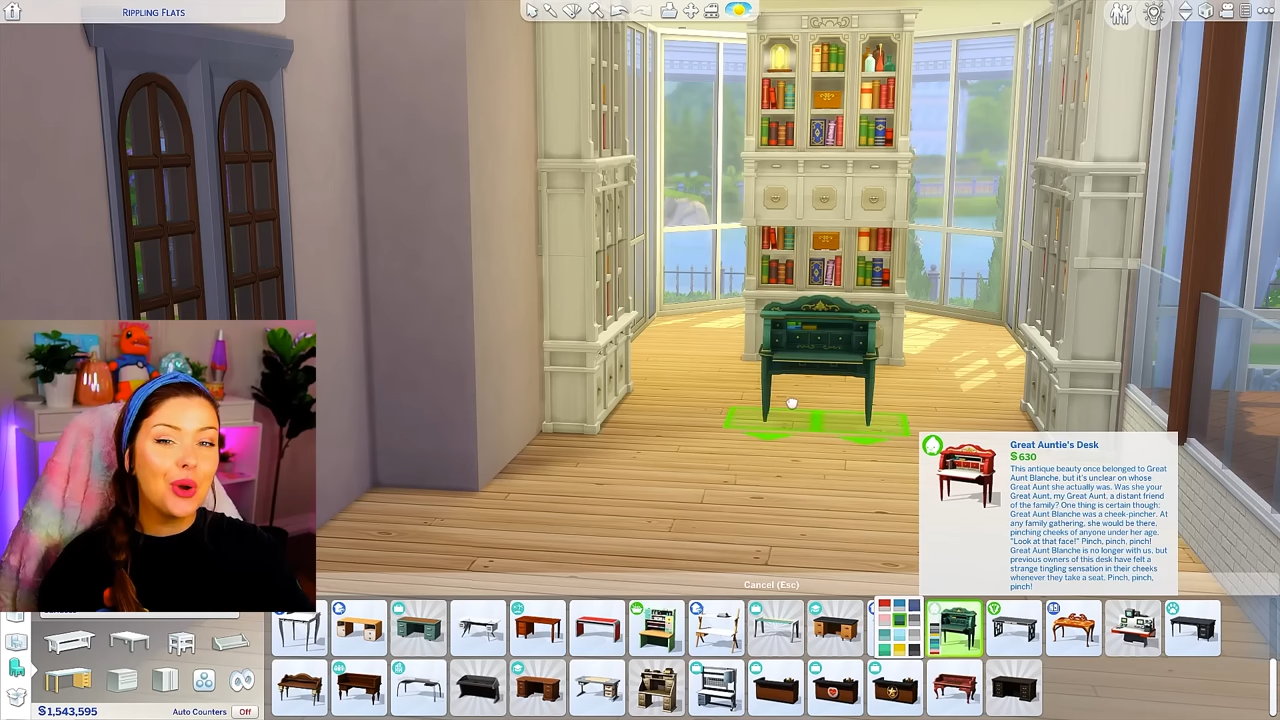 RIPPLING FLATS
Great Auntie's Desk
§630
This antique beauty once belonged to Great
Aunt Blanche, but it's unclear on whose
Great Aunt she actually was. Was she your
Great Aunt, my Great Aunt, a distant friend
of the family? One thing is certain though:
Great Aunt Blanche was a cheek-pincher. At
any family gathering, she would be there,
pinching cheeks of anyone under her age.
"Look at that face!" Pinch, pinch, pinch!
Great Aunt Blanche is no longer with us, but
previous owners of this desk have felt a
strange tingling sensation in their cheeks
whenever they take a seat. Pinch, pinch,
pinch!
Cancel (Esc)
§1,543,595
Auto Counters
Off